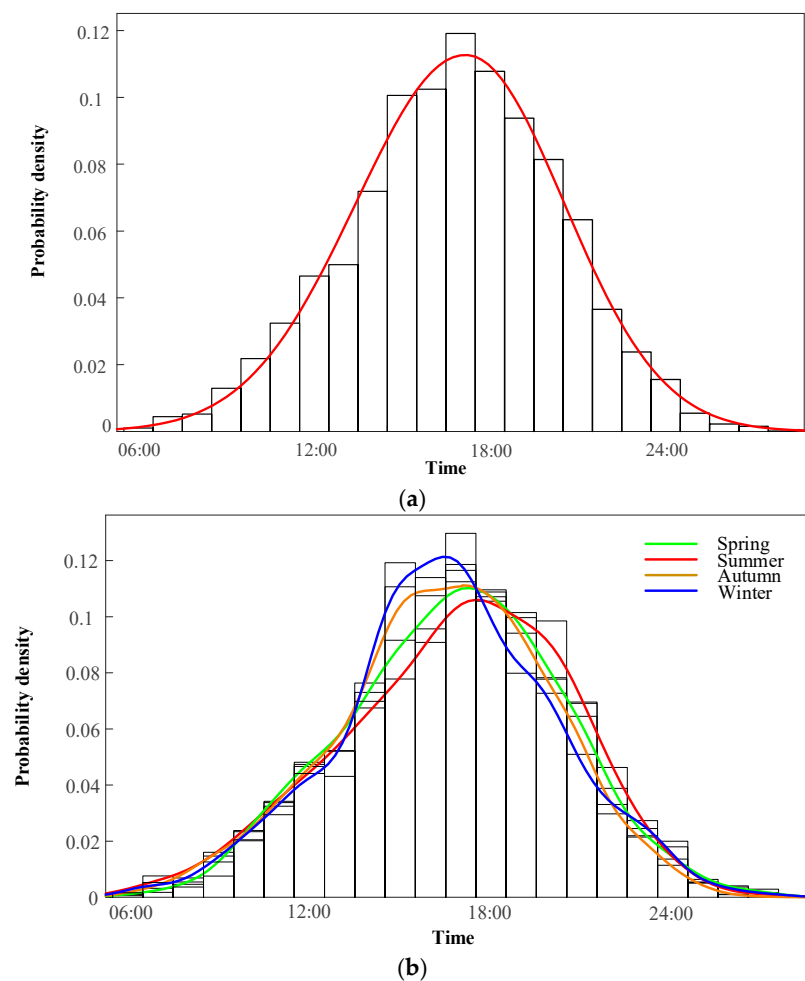 0.12
0.1
0.08
0.06
0.04
0.02
0
Probability density
06:00 12:00 18:00 24:00
Time
(a)
Spring
Summer
Autumn
Winter
0.12
0.1
0.08
0.06
0.04
0.02
0
Probability density
06:00 12:00 18:00 24:00
Time
(b)